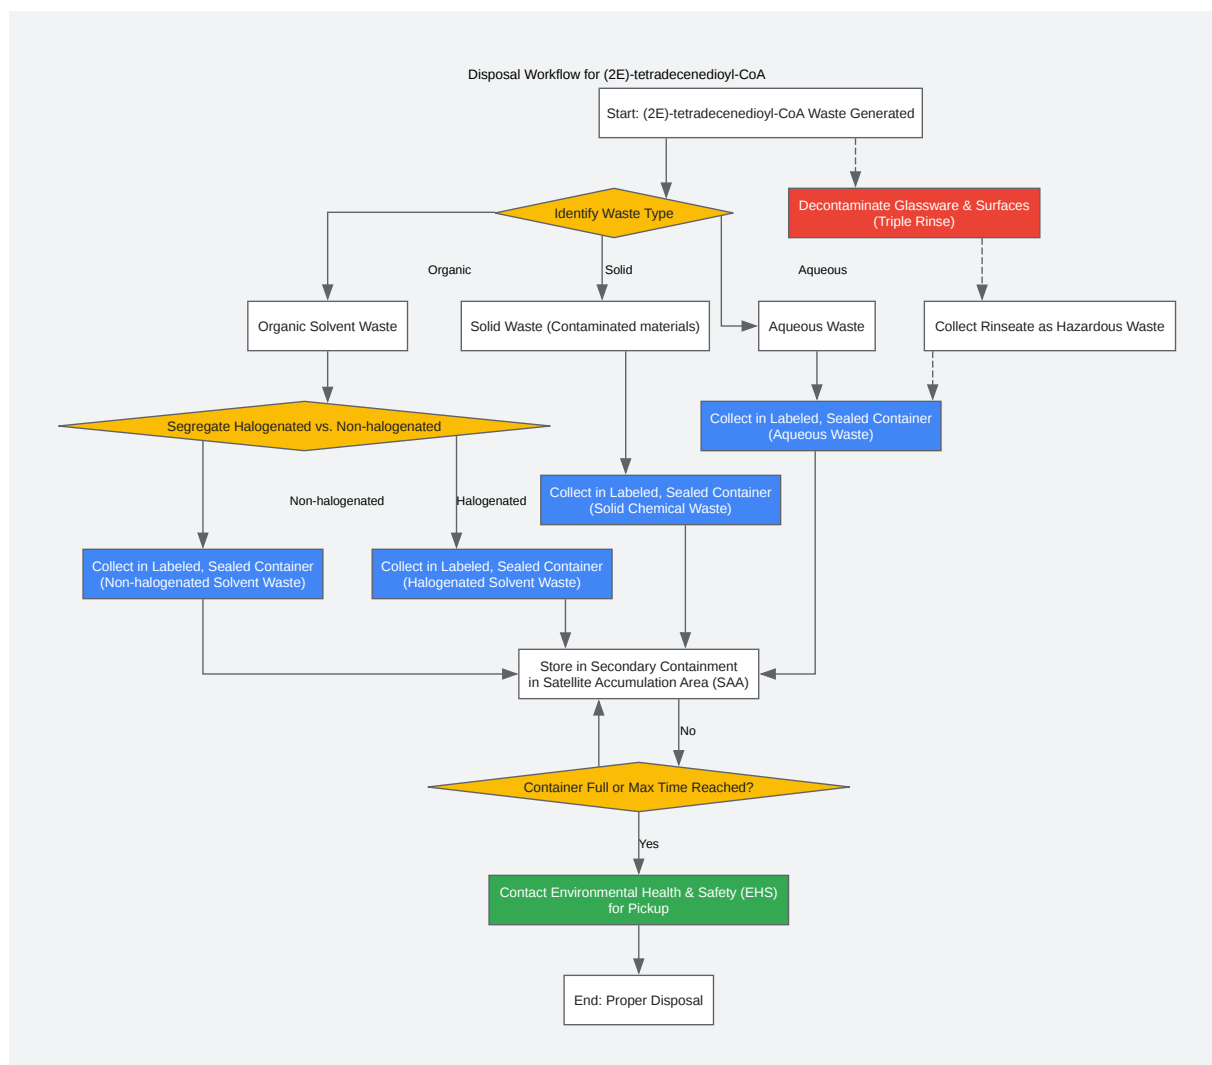 Disposal Workflow for (2E)-tetradecenedioyl-CoA
Start: (2E)-tetradecenedioyl-CoA Waste Generated
Identify Waste Type
Decontaminate Glassware & Surfaces
(Triple Rinse)
Organic
Solid
Aqueous
Organic Solvent Waste
Solid Waste (Contaminated materials)
Aqueous Waste
Collect Rinseate as Hazardous Waste
Segregate Halogenated vs. Non-halogenated
Collect in Labeled, Sealed Container
(Aqueous Waste)
Non-halogenated
Halogenated
Collect in Labeled, Sealed Container
(Solid Chemical Waste)
Collect in Labeled, Sealed Container
(Non-halogenated Solvent Waste)
Collect in Labeled, Sealed Container
(Halogenated Solvent Waste)
Store in Secondary Containment
in Satellite Accumulation Area (SAA)
No
Container Full or Max Time Reached?
Yes
Contact Environmental Health & Safety (EHS)
for Pickup
End: Proper Disposal